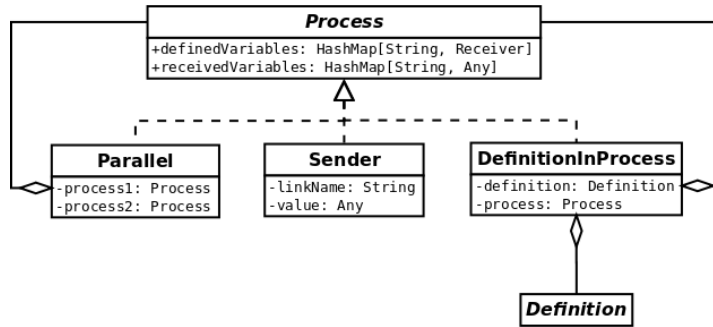 Process
+definedVariables: HashMap[String, Receiver]
+receivedVariables: HashMap[String, Any]
Parallel
-process1: Process
-process2: Process
Sender
-linkName: String
-value: Any
DefinitionInProcess
-definition: Definition
-process: Process
Definition